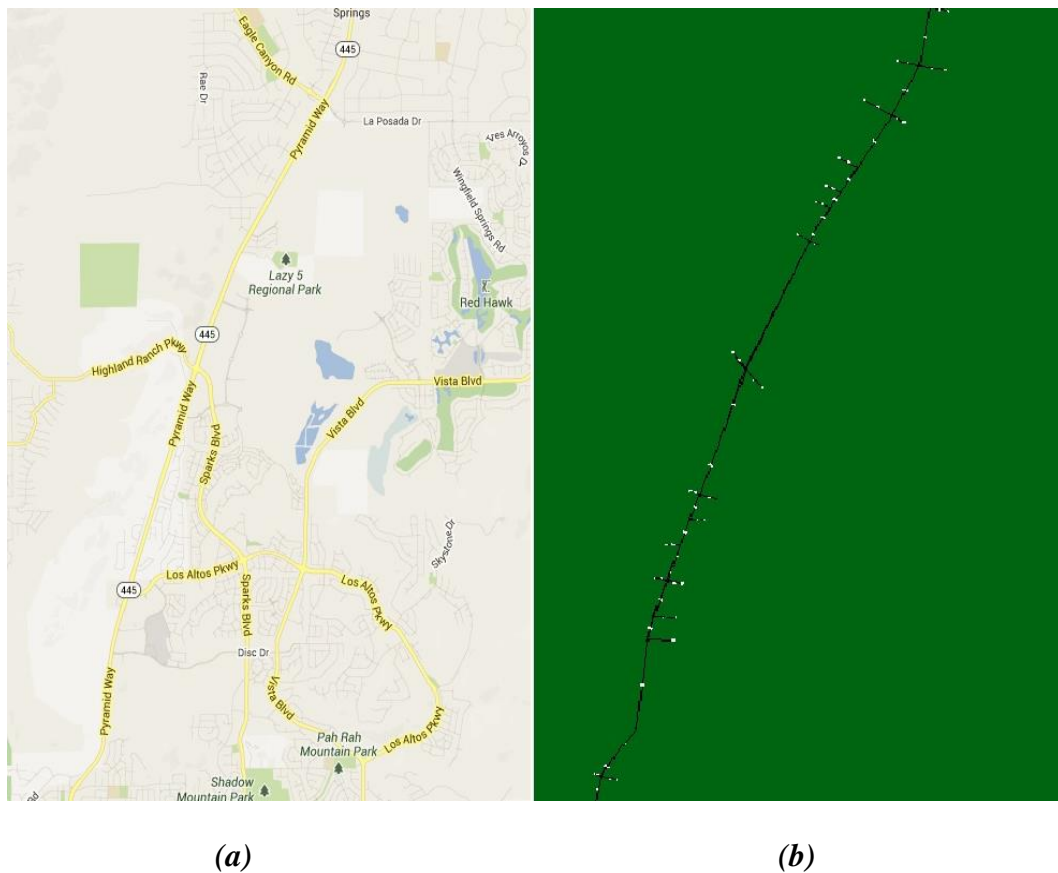 Springs
445
Eagle Canyon Rd
Rae Dr
Pyramid Way
La Posada Dr
Wingfield Springs Rd
Lazy 5
Regional Park
Red Hawk
445
Highland Ranch Pkwy
Vista Blvd
Pyramid Way
Vista Blvd
Sparks Blvd
Skystone Dr
Los Altos Pkwy
445
Sparks Blvd
Los Altos Pkwy
Disc Dr
Pyramid Way
Vista Blvd
Los Altos Pkwy
Pah Rah
Mountain Park
Shadow
Mountain Park
Rd
(a)
(b)